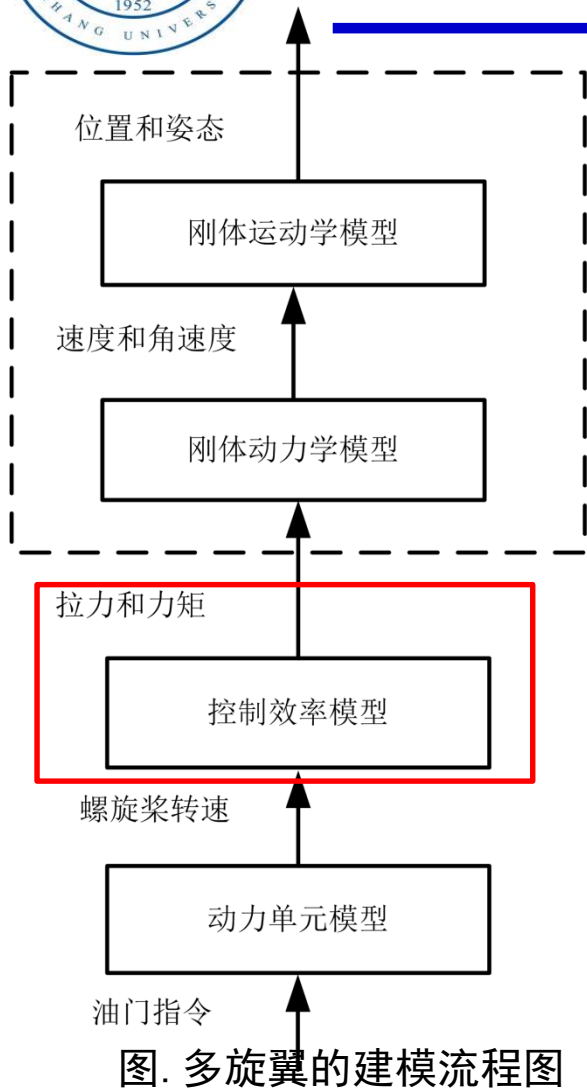 1952
HANG UNIVERS
位置和姿态
刚体运动学模型
速度和角速度
刚体动力学模型
拉力和力矩
控制效率模型
螺旋桨转速
动力单元模型
油门指令
图.多旋翼的建模流程图